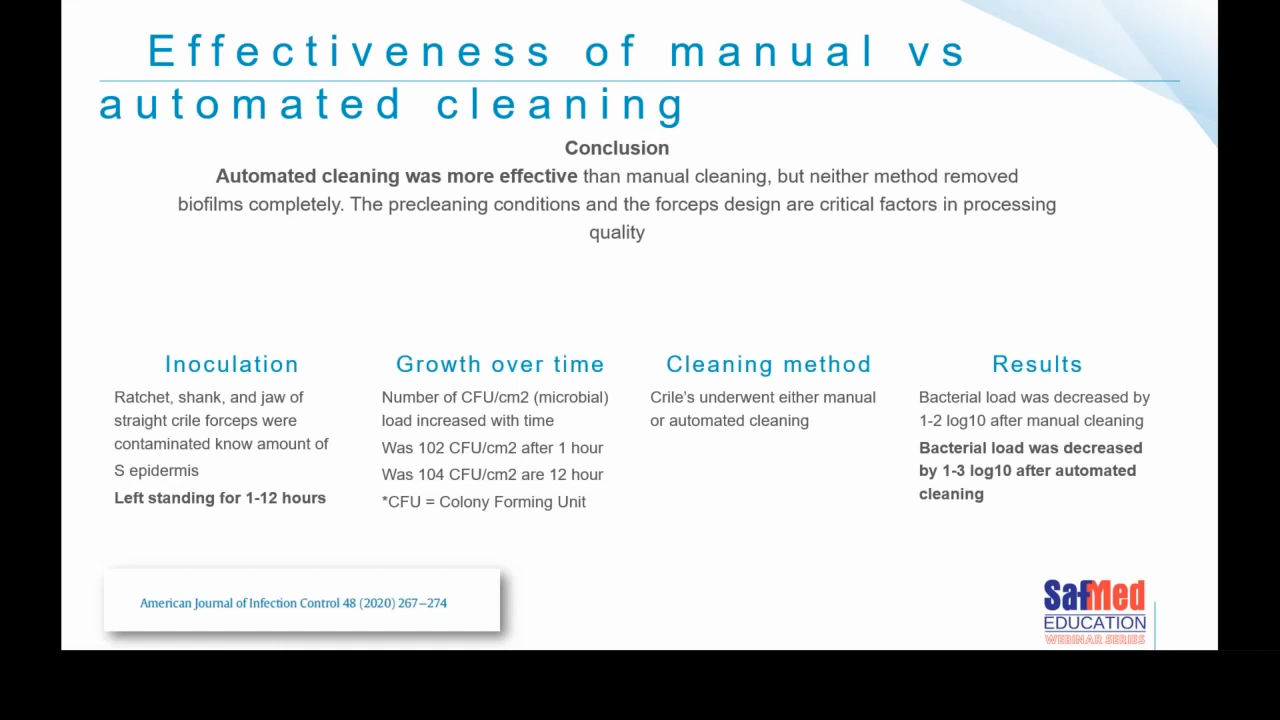 Effectiveness of manual vs
automated cleaning
Conclusion
Automated cleaning was more effective than manual cleaning, but neither method removed
biofilms completely. The precleaning conditions and the forceps design are critical factors in processing
quality
Inoculation
Ratchet, shank, and jaw of
straight crile forceps were
contaminated know amount of
S epidermis
Left standing for 1-12 hours
Growth over time
Number of CFU/cm2 (microbial)
load increased with time
Was 102 CFU/cm2 after 1 hour
Was 104 CFU/cm2 are 12 hour
*CFU = Colony Forming Unit
Cleaning method
Crile’s underwent either manual
or automated cleaning
Results
Bacterial load was decreased by
1-2 log10 after manual cleaning
Bacterial load was decreased
by 1-3 log10 after automated
cleaning
American Journal of Infection Control 48 (2020) 267–274
SafMed
EDUCATION
WEBINAR SERIES